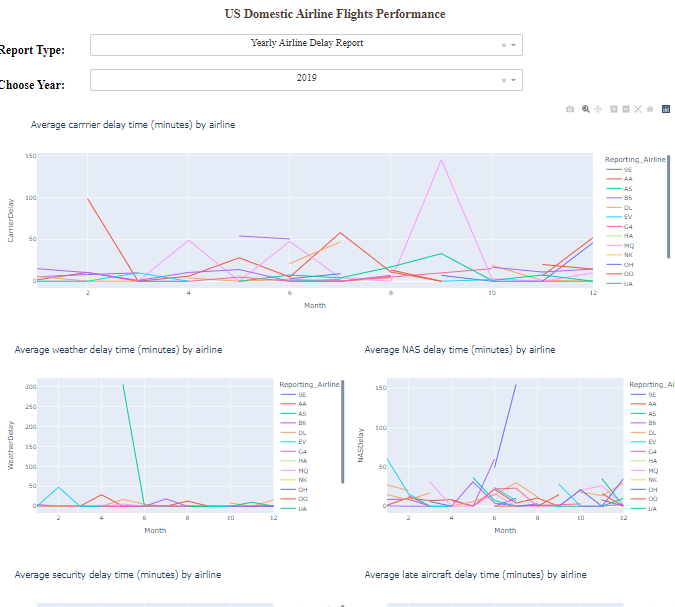 US Domestic Airline Flights Performance
Report Type:
Yearly Airline Delay Report
×
Choose Year:
2019
×
Average carrrier delay time (minutes) by airline
CarrierDelay
150
100
50
0
2
4
6
8
10
12
Month
Reporting_Airline
9E
AA
AS
B6
DL
EV
G4
HA
MQ
NK
OH
OO
UA
Average weather delay time (minutes) by airline
WeatherDelay
300
250
200
150
100
50
0
2
4
6
8
10
12
Month
Reporting_Airline
9E
AA
AS
B6
DL
EV
G4
HA
MQ
NK
OH
OO
UA
Average NAS delay time (minutes) by airline
NASDelay
150
100
50
0
2
4
6
8
10
12
Month
Reporting_Ai
9E
AA
AS
B6
DL
EV
G4
HA
MQ
NK
OH
OO
UA
Average security delay time (minutes) by airline
Average late aircraft delay time (minutes) by airline